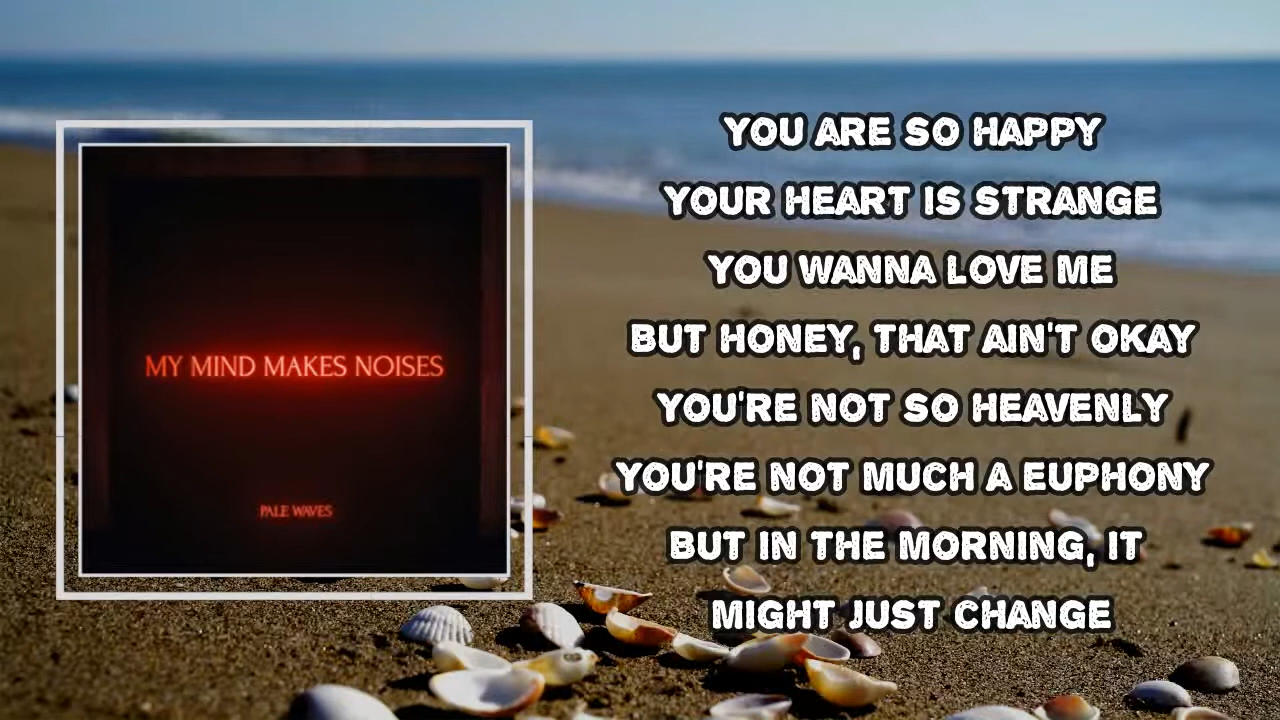 MY MIND MAKES NOISES
PALE WAVES
YOU ARE SO HAPPY
YOUR HEART IS STRANGE
YOU WANNA LOVE ME
BUT HONEY, THAT AIN'T OKAY
YOU'RE NOT SO HEAVENLY
YOU'RE NOT MUCH A EUPHONY
BUT IN THE MORNING, IT
MIGHT JUST CHANGE